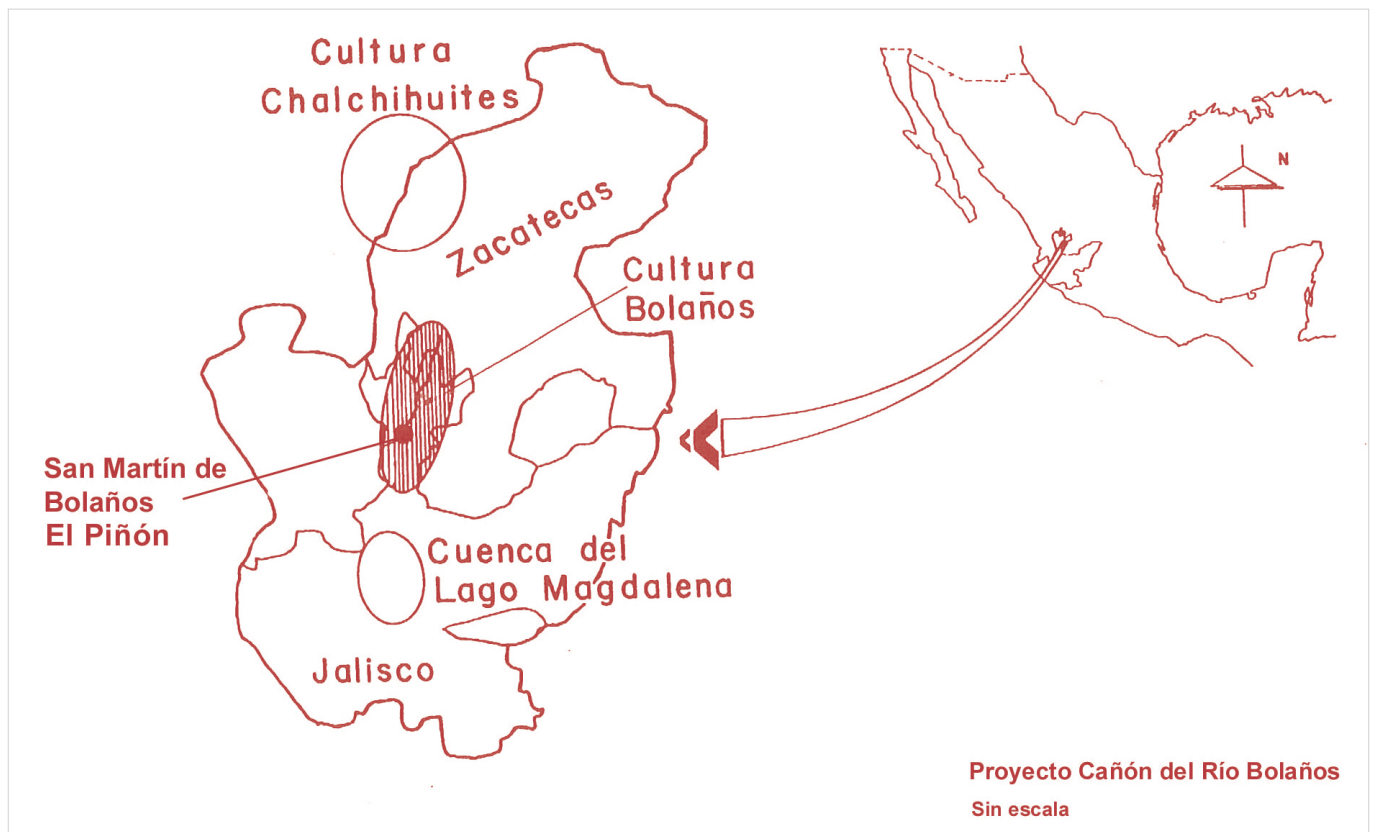 Cultura
Chalchihuites
N
Zacatecas
Cultura
Bolaños
San Martín de
Bolaños
El Piñón
Cuenca del
Lago Magdalena
Jalisco
Proyecto Cañón del Río Bolaños
Sin escala